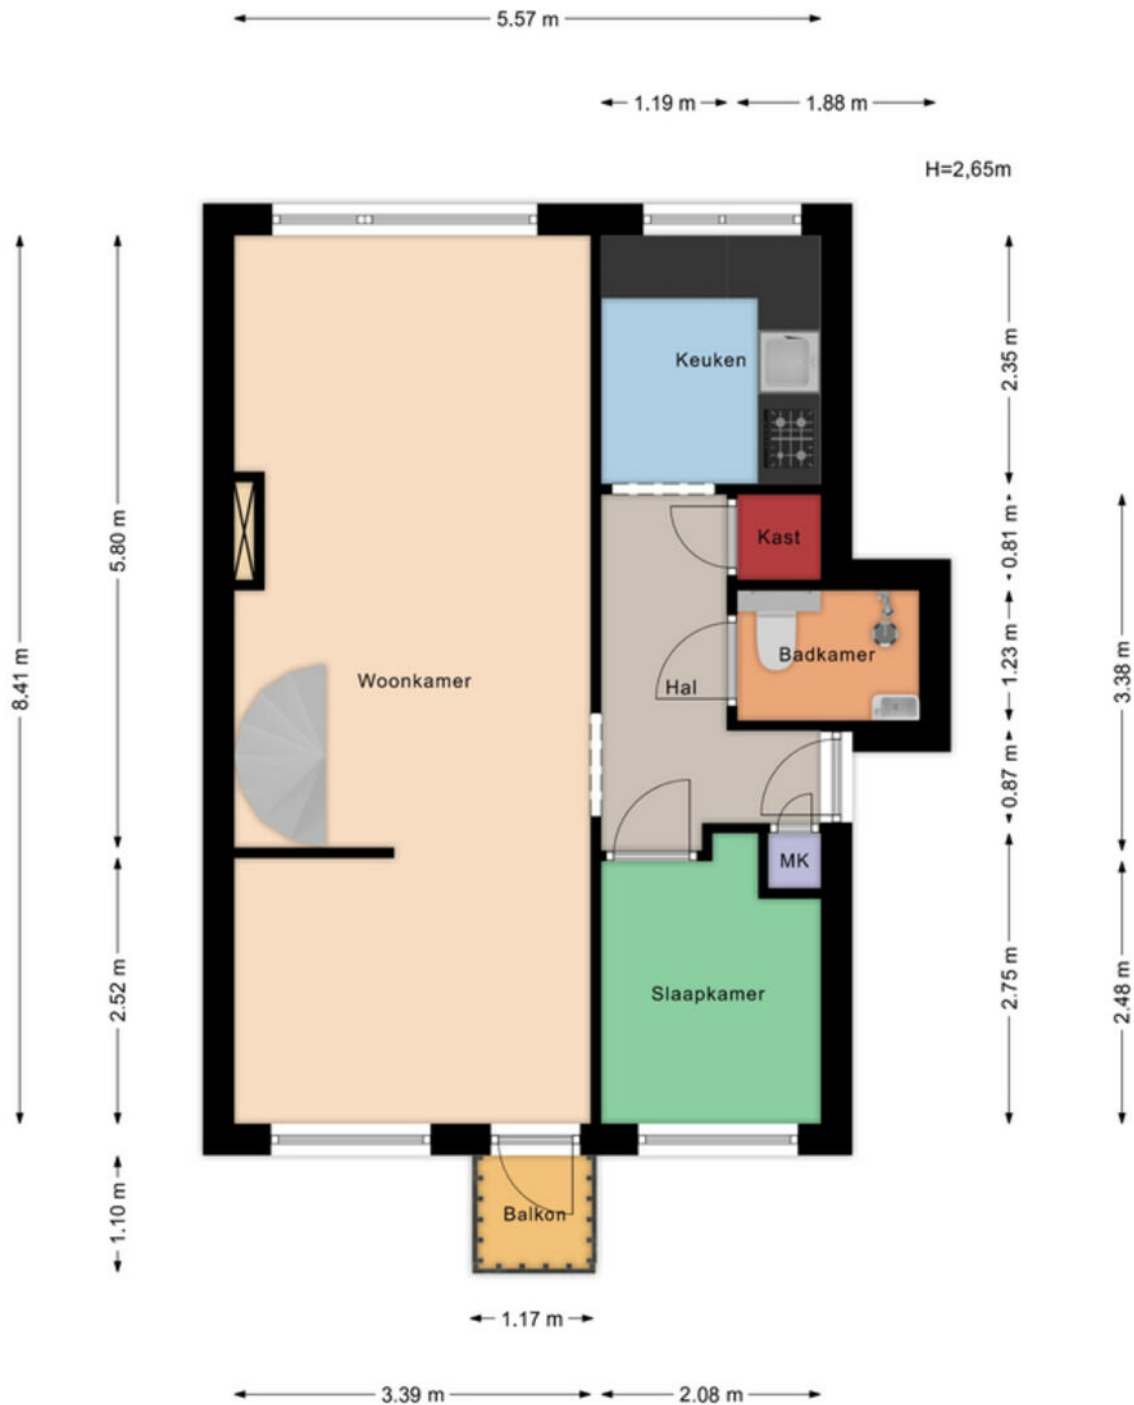 5.57 m
1.19 m
1.88 m
H=2,65m
8.41 m
5.80 m
2.52 m
1.10 m
Keuken
Kast
Badkamer
Woonkamer
Hal
MK
Slaapkamer
Balkon
2.35 m
0.81 m
1.23 m
0.87 m
2.75 m
3.38 m
2.48 m
1.17 m
3.39 m
2.08 m